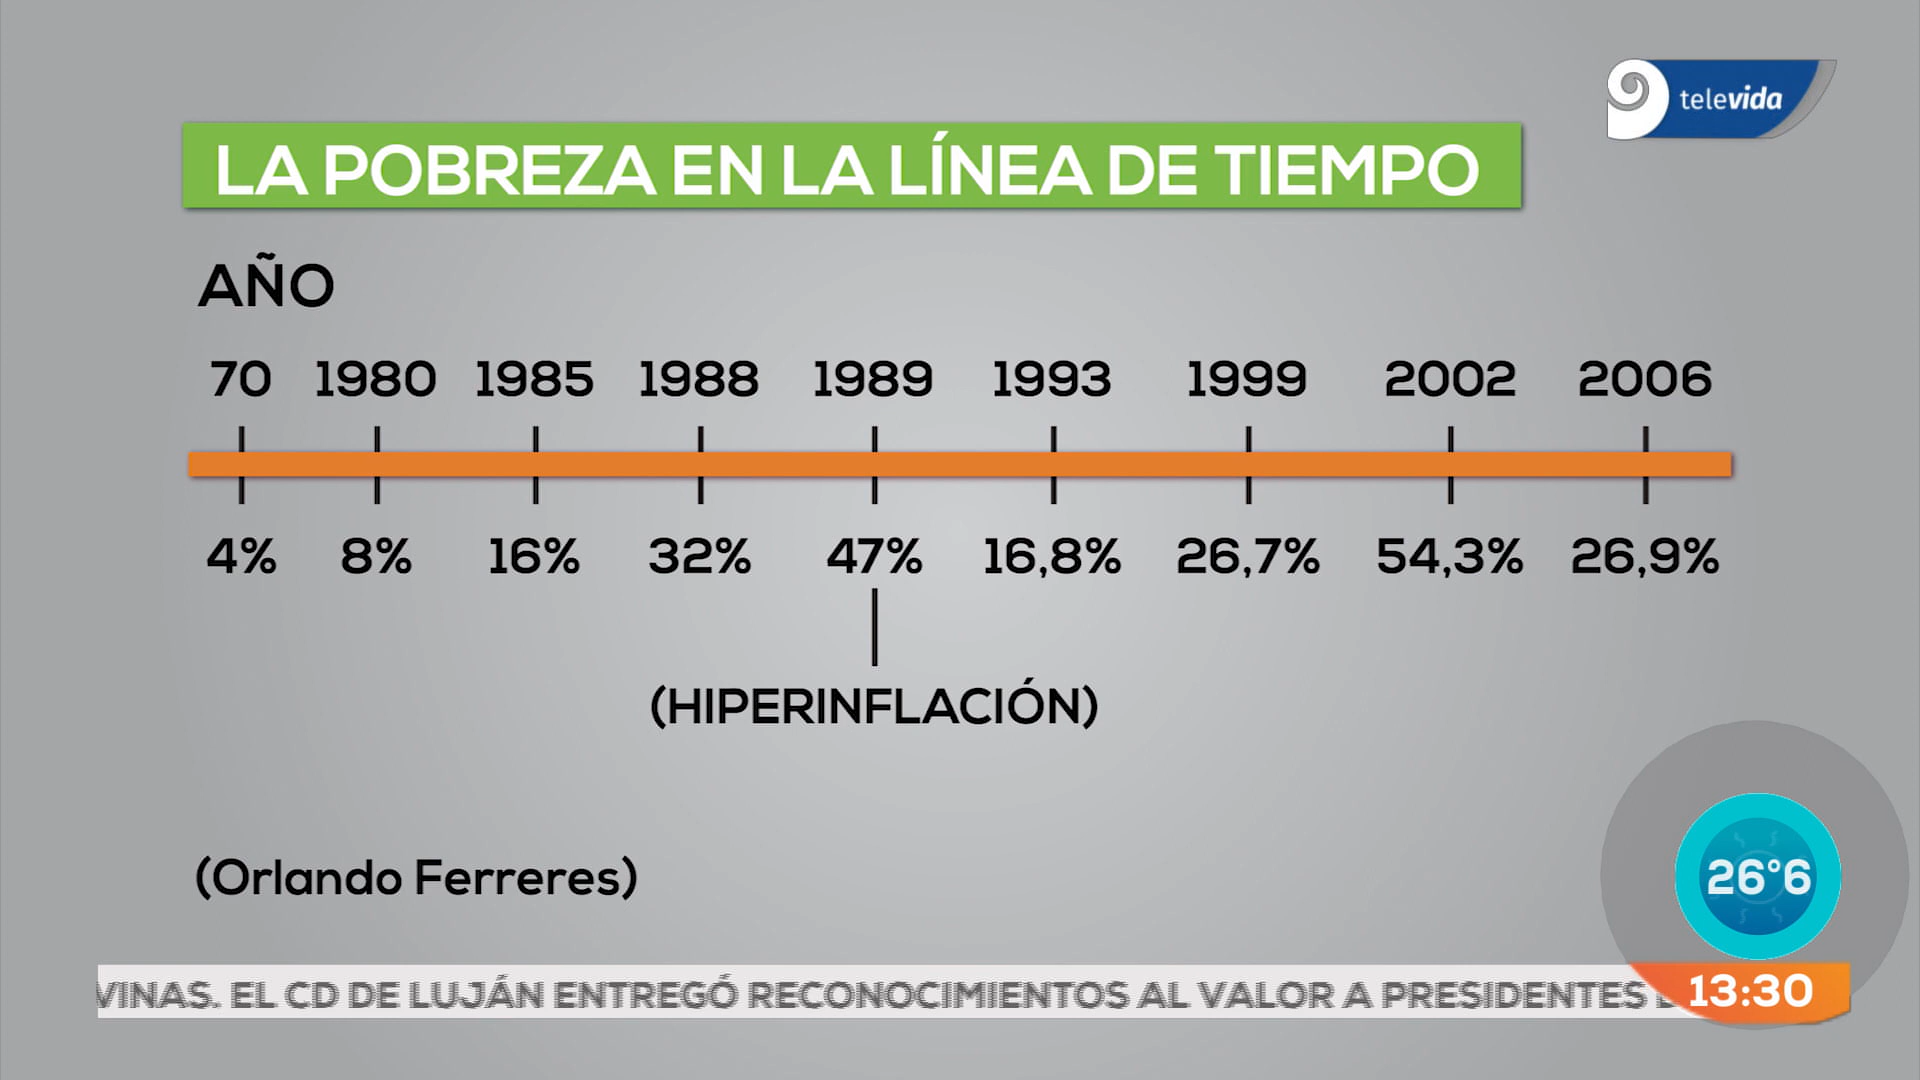 televida
LA POBREZA EN LA LÍNEA DE TIEMPO
AÑO
70 1980 1985 1988 1989 1993 1999 2002 2006
4% 8% 16% 32% 47% 16,8% 26,7% 54,3% 26,9%
(HIPERINFLACIÓN)
(Orlando Ferreres)
26°6
VINAS. EL CD DE LUJÁN ENTREGÓ RECONOCIMIENTOS AL VALOR A PRESIDENTES
13:30